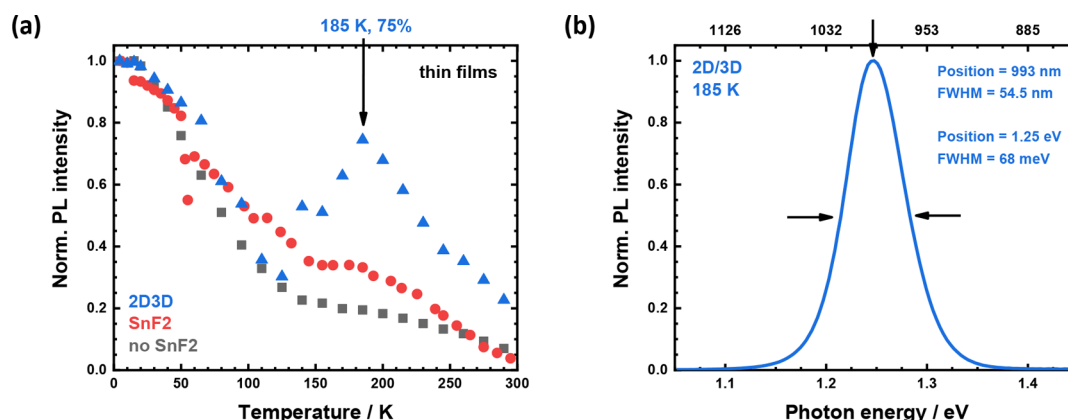 (a)
185 K, 75%
thin films
1.0
0.8
0.6
0.4
0.2
0.0
Norm. PL intensity
2D3D
SnF2
no SnF2
0 50 100 150 200 250 300
Temperature / K
(b)
1126 1032 953 885
2D/3D
185 K
Position = 993 nm
FWHM = 54.5 nm
Position = 1.25 eV
FWHM = 68 meV
1.0
0.8
0.6
0.4
0.2
0.0
Norm. PL intensity
1.1 1.2 1.3 1.4
Photon energy / eV